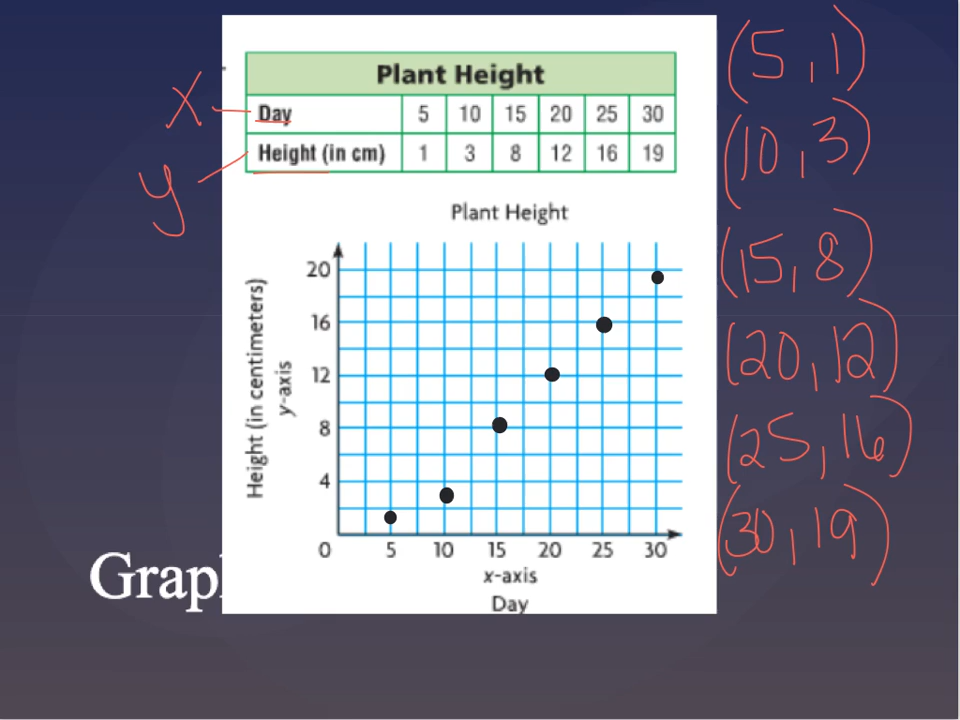 Plant Height
x Day 5 10 15 20 25 30
y Height (in cm) 1 3 8 12 16 19
Plant Height
Height (in centimeters)
y-axis
20
16
12
8
4
0 5 10 15 20 25 30
x-axis
Day
(5,1)
(10,3)
(15,8)
(20,12)
(25,16)
(30,19)